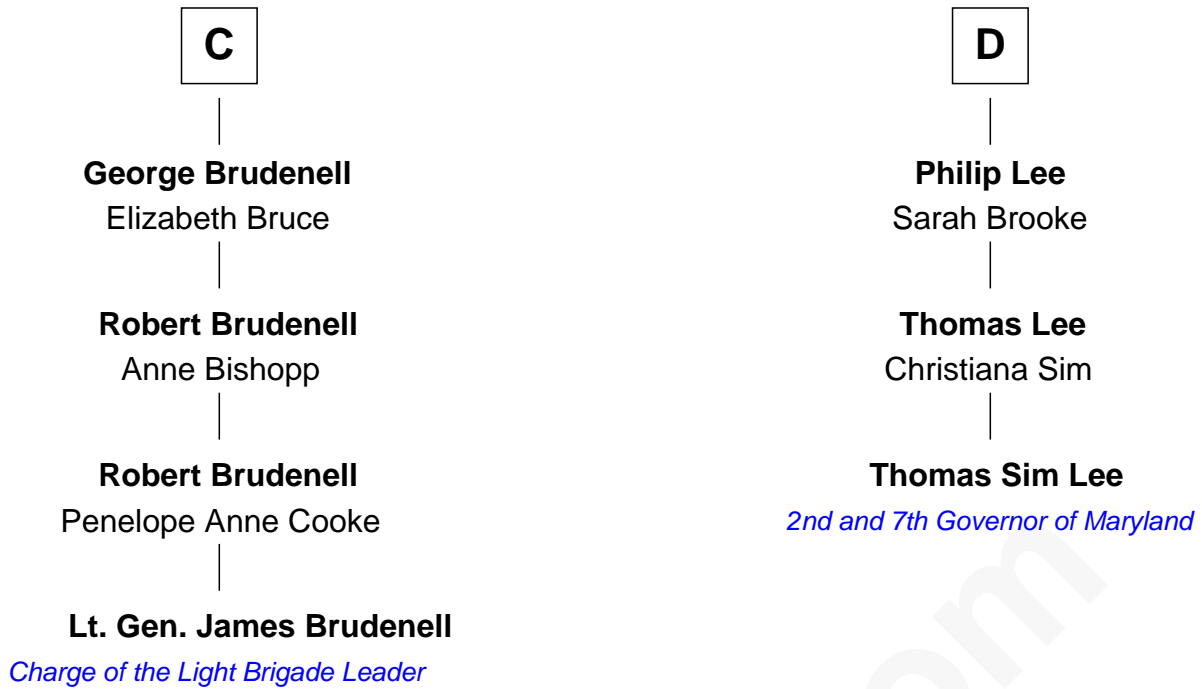 C
George Brudenell
Elizabeth Bruce
Robert Brudenell
Anne Bishopp
Robert Brudenell
Penelope Anne Cooke
Lt. Gen. James Brudenell
Charge of the Light Brigade Leader
D
Philip Lee
Sarah Brooke
Thomas Lee
Christiana Sim
Thomas Sim Lee
2nd and 7th Governor of Maryland
om